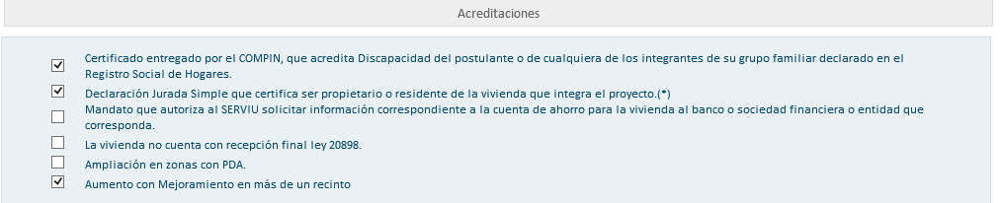 Acreditaciones
Certificado entregado por el COMPIN, que acredita Discapacidad del postulante o de cualquiera de los integrantes de su grupo familiar declarado en el
Registro Social de Hogares.
Declaración Jurada Simple que certifica ser propietario o residente de la vivienda que integra el proyecto.(*)
Mandato que autoriza al SERVIU solicitar información correspondiente a la cuenta de ahorro para la vivienda al banco o sociedad financiera o entidad que
corresponda.
La vivienda no cuenta con recepción final ley 20898.
Ampliación en zonas con PDA.
Aumento con Mejoramiento en más de un recinto